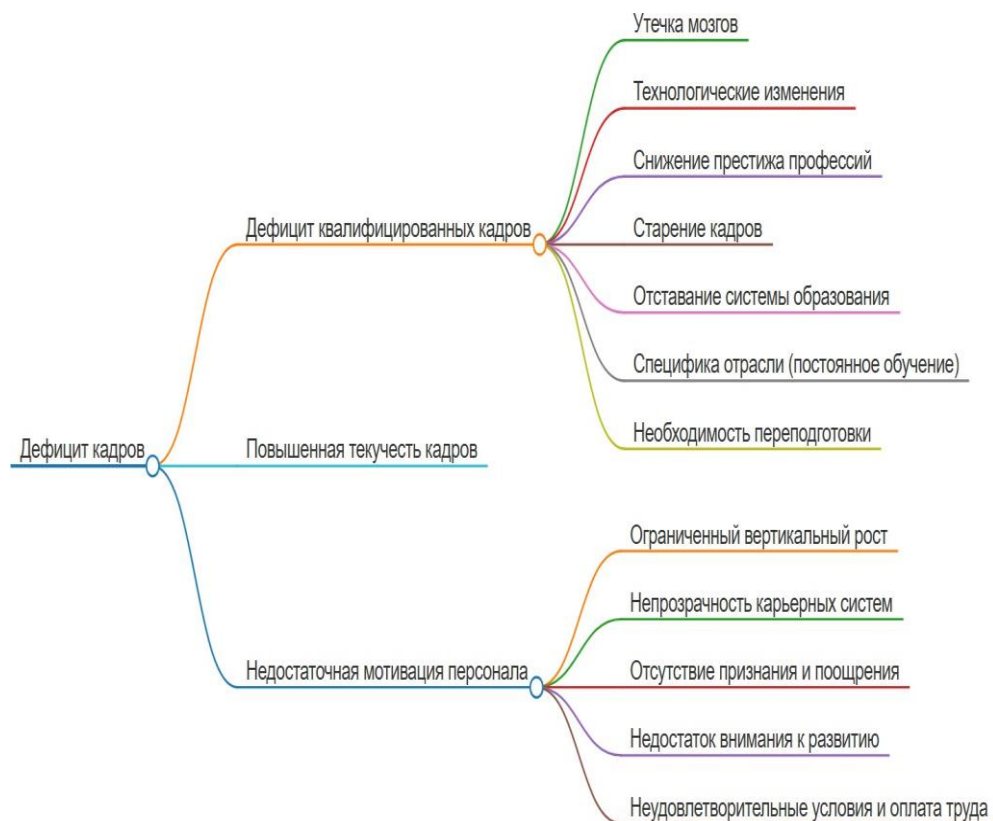 Утечка мозгов
Технологические изменения
Снижение престижа профессий
Дефицит квалифицированных кадров
Старение кадров
Отставание системы образования
Специфика отрасли (постоянное обучение)
Необходимость переподготовки
Дефицит кадров
Повышенная текучесть кадров
Ограниченный вертикальный рост
Непрозрачность карьерных систем
Недостаточная мотивация персонала
Отсутствие признания и поощрения
Недостаток внимания к развитию
Неудовлетворительные условия и оплата труда